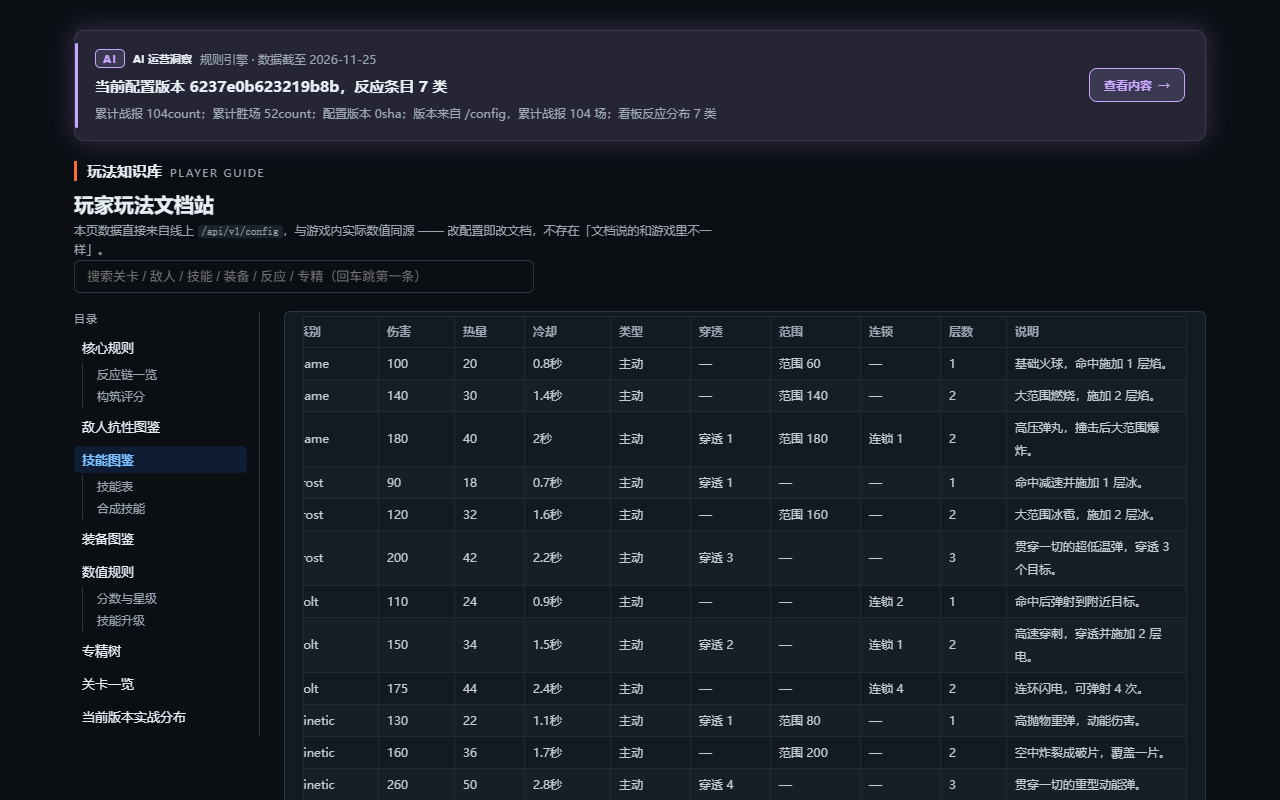 AI AI 运营洞察 规则引擎 · 数据截至 2026-11-25
当前配置版本 6237e0b623219b8b，反应条目 7 类
查看内容 →
累计战报 104count；累计胜场 52count；配置版本 0sha；版本来自 /config，累计战报 104 场；看板反应分布 7 类
玩法知识库 PLAYER GUIDE
玩家玩法文档站
本页数据直接来自线上 /api/v1/config，与游戏内实际数值同源 —— 改配置即改文档，不存在「文档说的和游戏里不一
样」。
搜索关卡 / 敌人 / 技能 / 装备 / 反应 / 专精（回车跳第一条）
目录
核心规则
反应链一览
构筑评分
敌人抗性图鉴
技能图鉴
技能表
合成技能
装备图鉴
数值规则
分数与星级
技能升级
专精树
关卡一览
当前版本实战分布
别 伤害 热量 冷却 类型 穿透 范围 连锁 层数 说明
ame 100 20 0.8秒 主动 — 范围 60 — 1 基础火球，命中施加 1 层焰。
ame 140 30 1.4秒 主动 — 范围 140 — 2 大范围燃烧，施加 2 层焰。
ame 180 40 2秒 主动 穿透 1 范围 180 连锁 1 2 高压弹丸，撞击后大范围爆
炸。
rost 90 18 0.7秒 主动 穿透 1 — — 1 命中减速并施加 1 层冰。
rost 120 32 1.6秒 主动 — 范围 160 — 2 大范围冰雹，施加 2 层冰。
rost 200 42 2.2秒 主动 穿透 3 — — 3 贯穿一切的超低温弹，穿透 3
个目标。
olt 110 24 0.9秒 主动 — — 连锁 2 1 命中后弹射到附近目标。
olt 150 34 1.5秒 主动 穿透 2 — 连锁 1 2 高速穿刺，穿透并施加 2 层
电。
olt 175 44 2.4秒 主动 — — 连锁 4 2 连环闪电，可弹射 4 次。
inetic 130 22 1.1秒 主动 穿透 1 范围 80 — 1 高抛物重弹，动能伤害。
inetic 160 36 1.7秒 主动 — 范围 200 — 2 空中炸裂成破片，覆盖一片。
inetic 260 50 2.8秒 主动 穿透 4 — — 3 贯穿一切的重型动能弹。